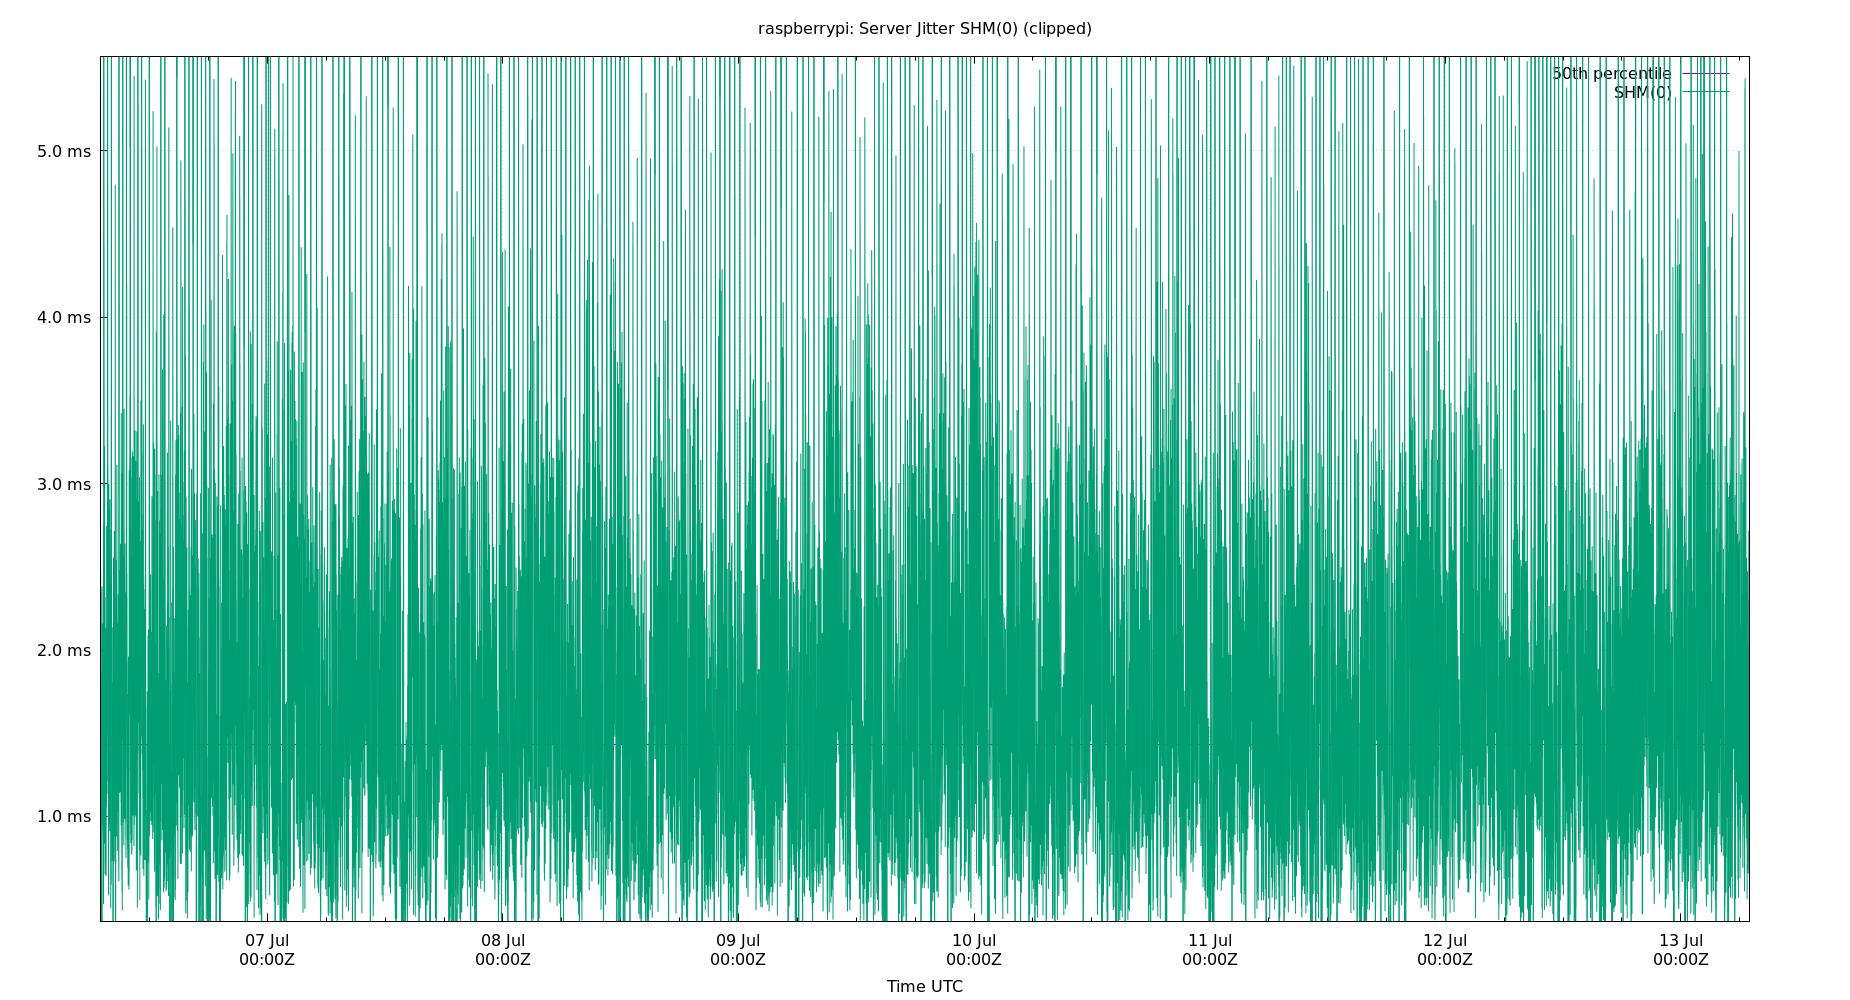 raspberrypi: Server Jitter SHM(0) (clipped)
50th percentile
SHM(0)
5.0 ms
4.0 ms
3.0 ms
2.0 ms
1.0 ms
07 Jul 08 Jul 09 Jul 10 Jul 11 Jul 12 Jul 13 Jul
00:00Z 00:00Z 00:00Z 00:00Z 00:00Z 00:00Z 00:00Z
Time UTC